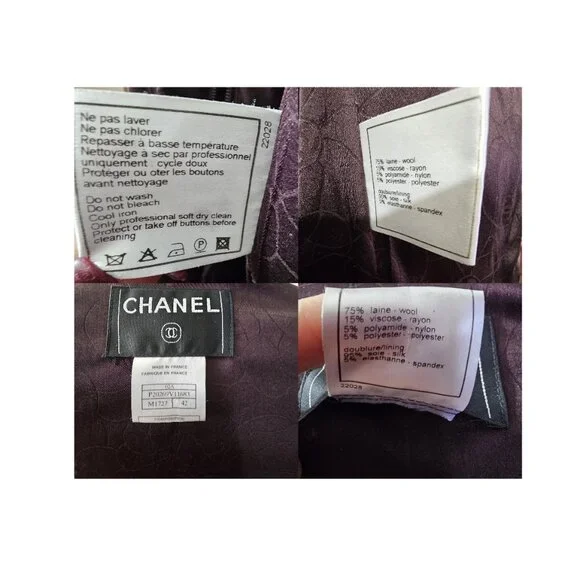 Ne pas laver
Ne pas chlorer
Repasser à basse température
Nettoyage a sec par professionnel
uniquement : cycle doux
Protéger ou oter les boutons
avant nettoyage
Do not wash
Do not bleach
Cool iron
Only professional soft dry clean
Protect or take off buttons before
cleaning
22028
P
75% laine - wool
15% viscose - rayon
5% polyamide - nylon
5% polyester - polyester
doublure/lining
95% soie - silk
5% elasthanne - spandex
CHANEL
MADE IN FRANCE
FABRIQUE EN FRANCE
02A
M1727 42
75% laine - wool
15% viscose - rayon
5% polyamide - nylon
5% polyester - polyester
doublure/lining
95% soie - silk
5% elasthanne - spandex
22028